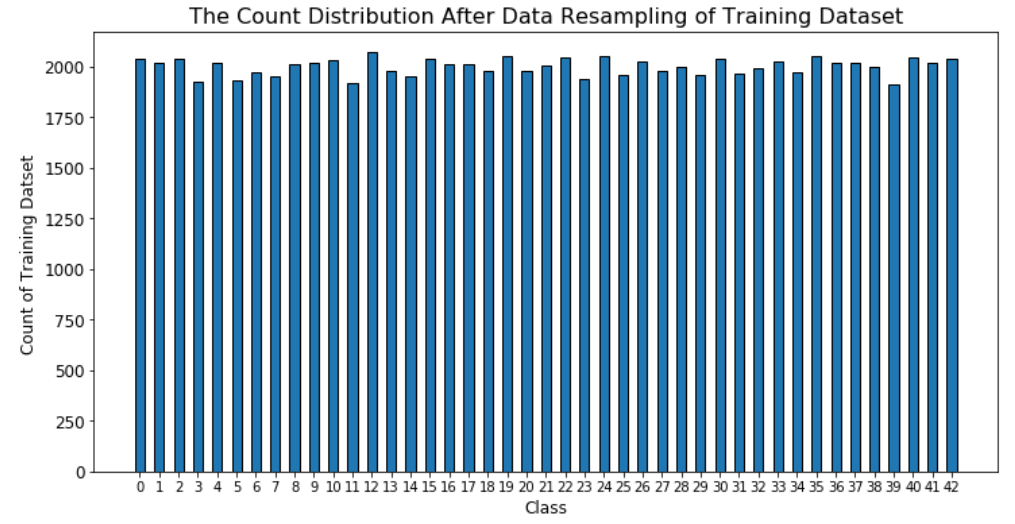 The Count Distribution After Data Resampling of Training Dataset
Count of Training Datset
2000
1750
1500
1250
1000
750
500
250
0
0 1 2 3 4 5 6 7 8 9 10 11 12 13 14 15 16 17 18 19 20 21 22 23 24 25 26 27 28 29 30 31 32 33 34 35 36 37 38 39 40 41 42
Class